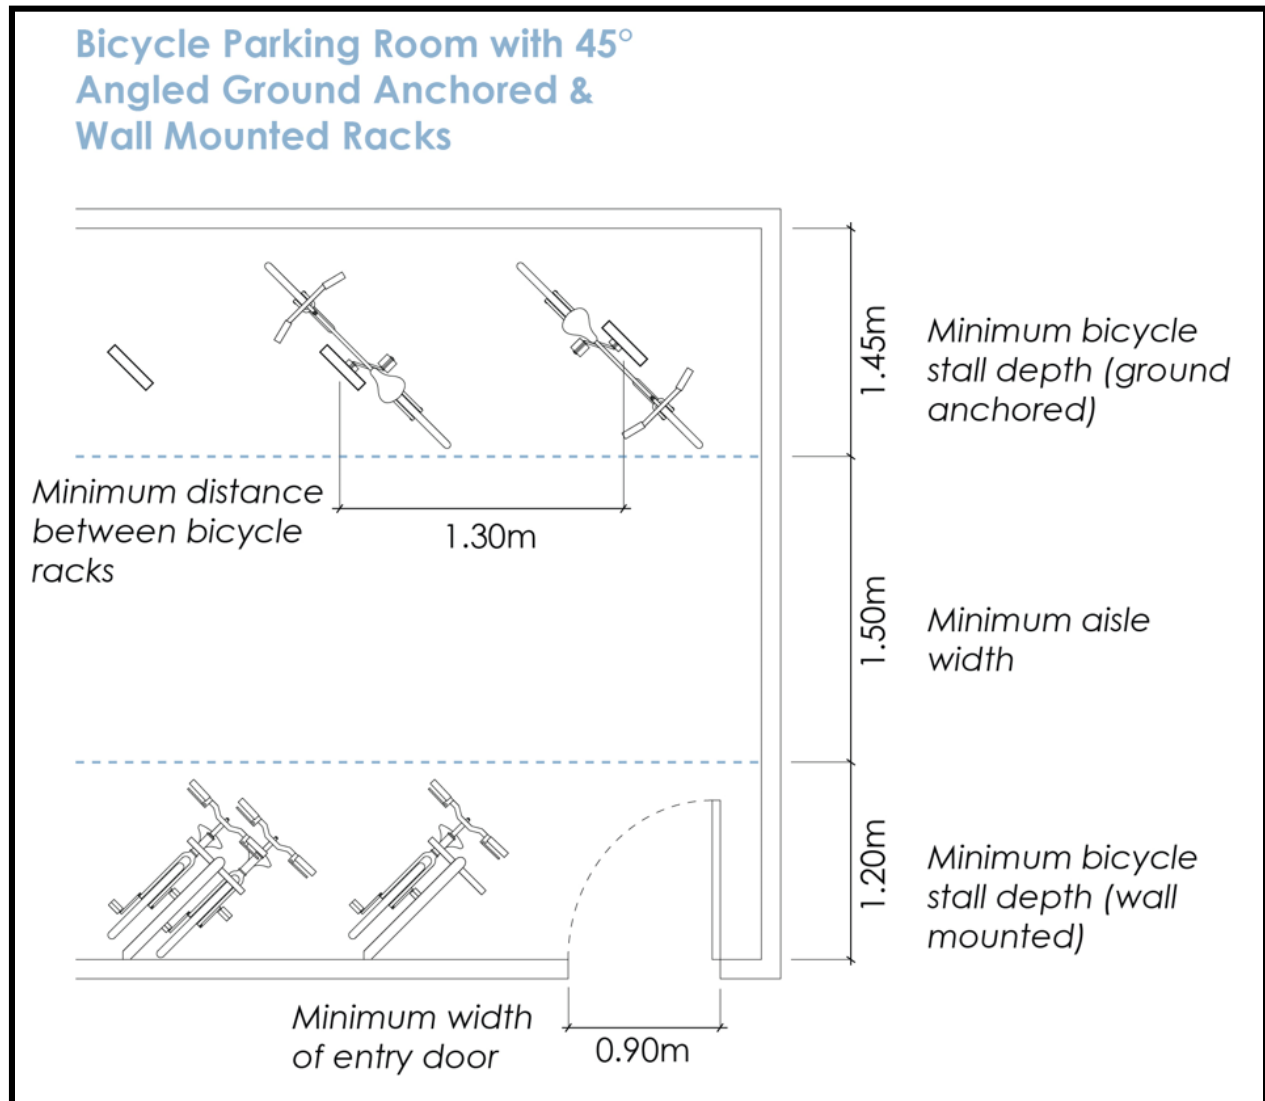 Bicycle Parking Room with 45°
Angled Ground Anchored &
Wall Mounted Racks
1.45m
Minimum bicycle
stall depth (ground
anchored)
Minimum distance
between bicycle
racks
1.30m
1.50m
Minimum aisle
width
1.20m
Minimum bicycle
stall depth (wall
mounted)
Minimum width
of entry door
0.90m